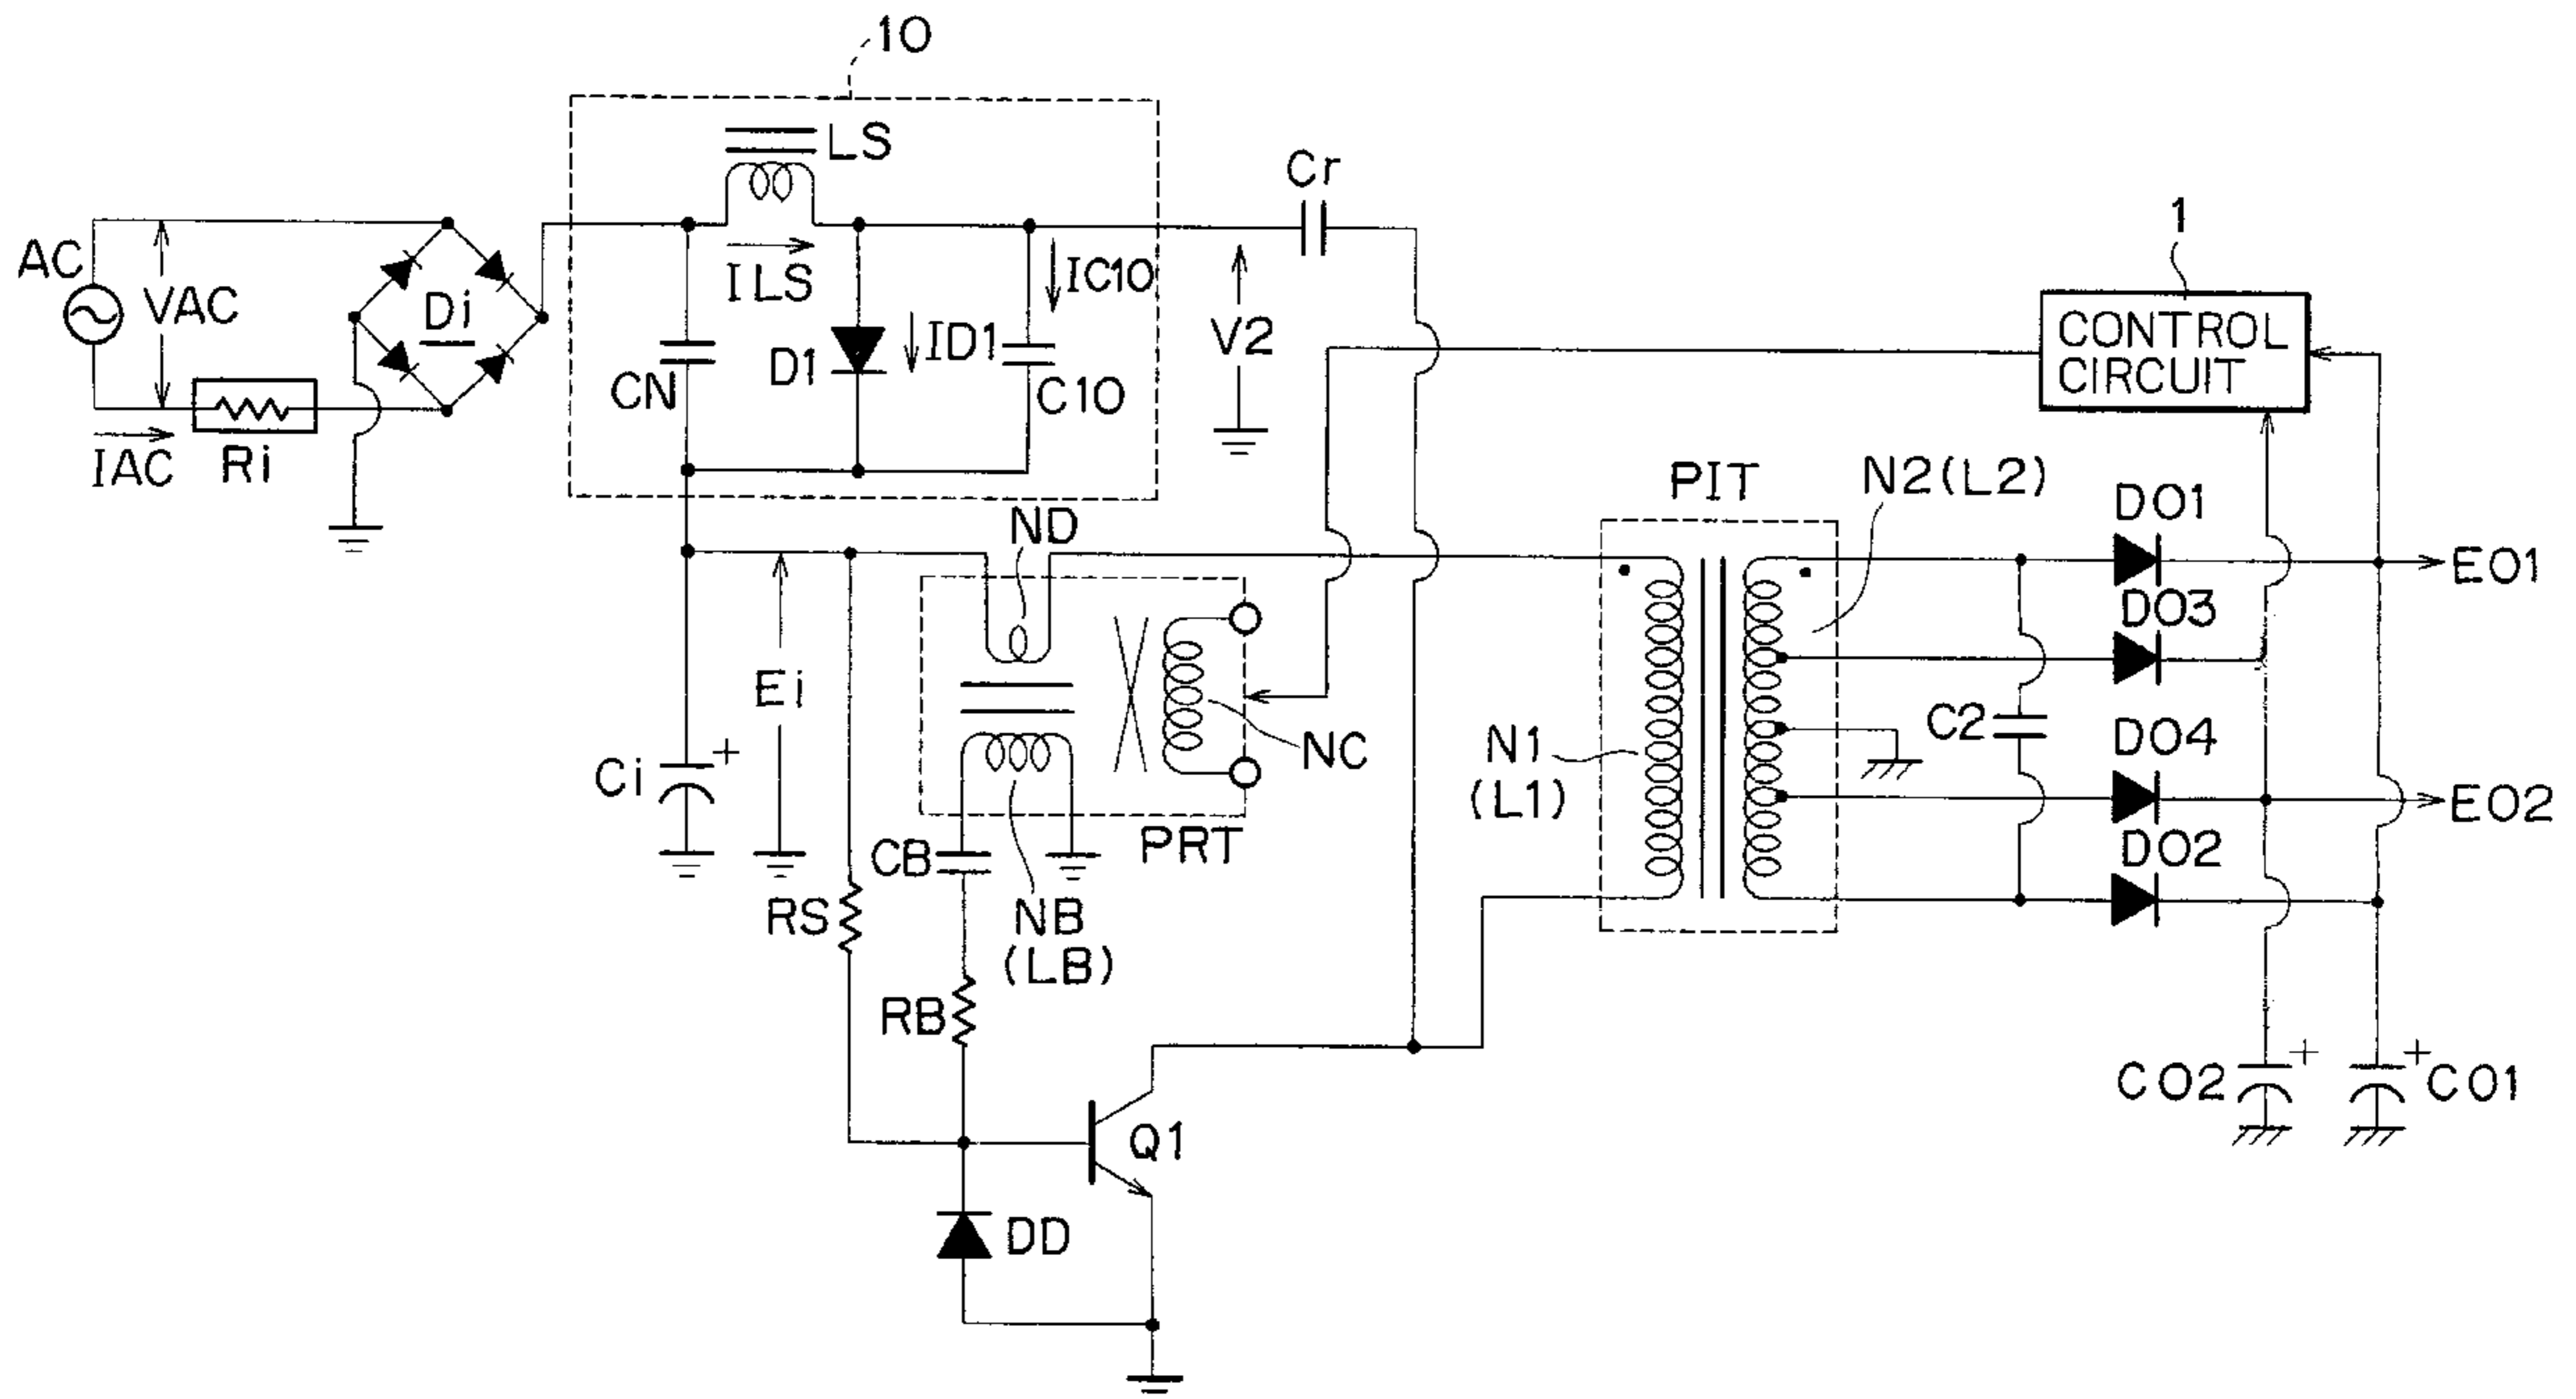 10
LS
Cr
1
AC
VAC
Di
ILS
IC10
ID1
V2
CONTROL
CIRCUIT
D1
CN
C10
IAC
Ri
PIT
N2(L2)
DO1
ND
EO1
DO3
Ei
NC
N1
(L1)
C2
DO4
Ci
+
EO2
PRT
CB
DO2
RS
NB
(LB)
RB
CO2
+
+
CO1
Q1
DD